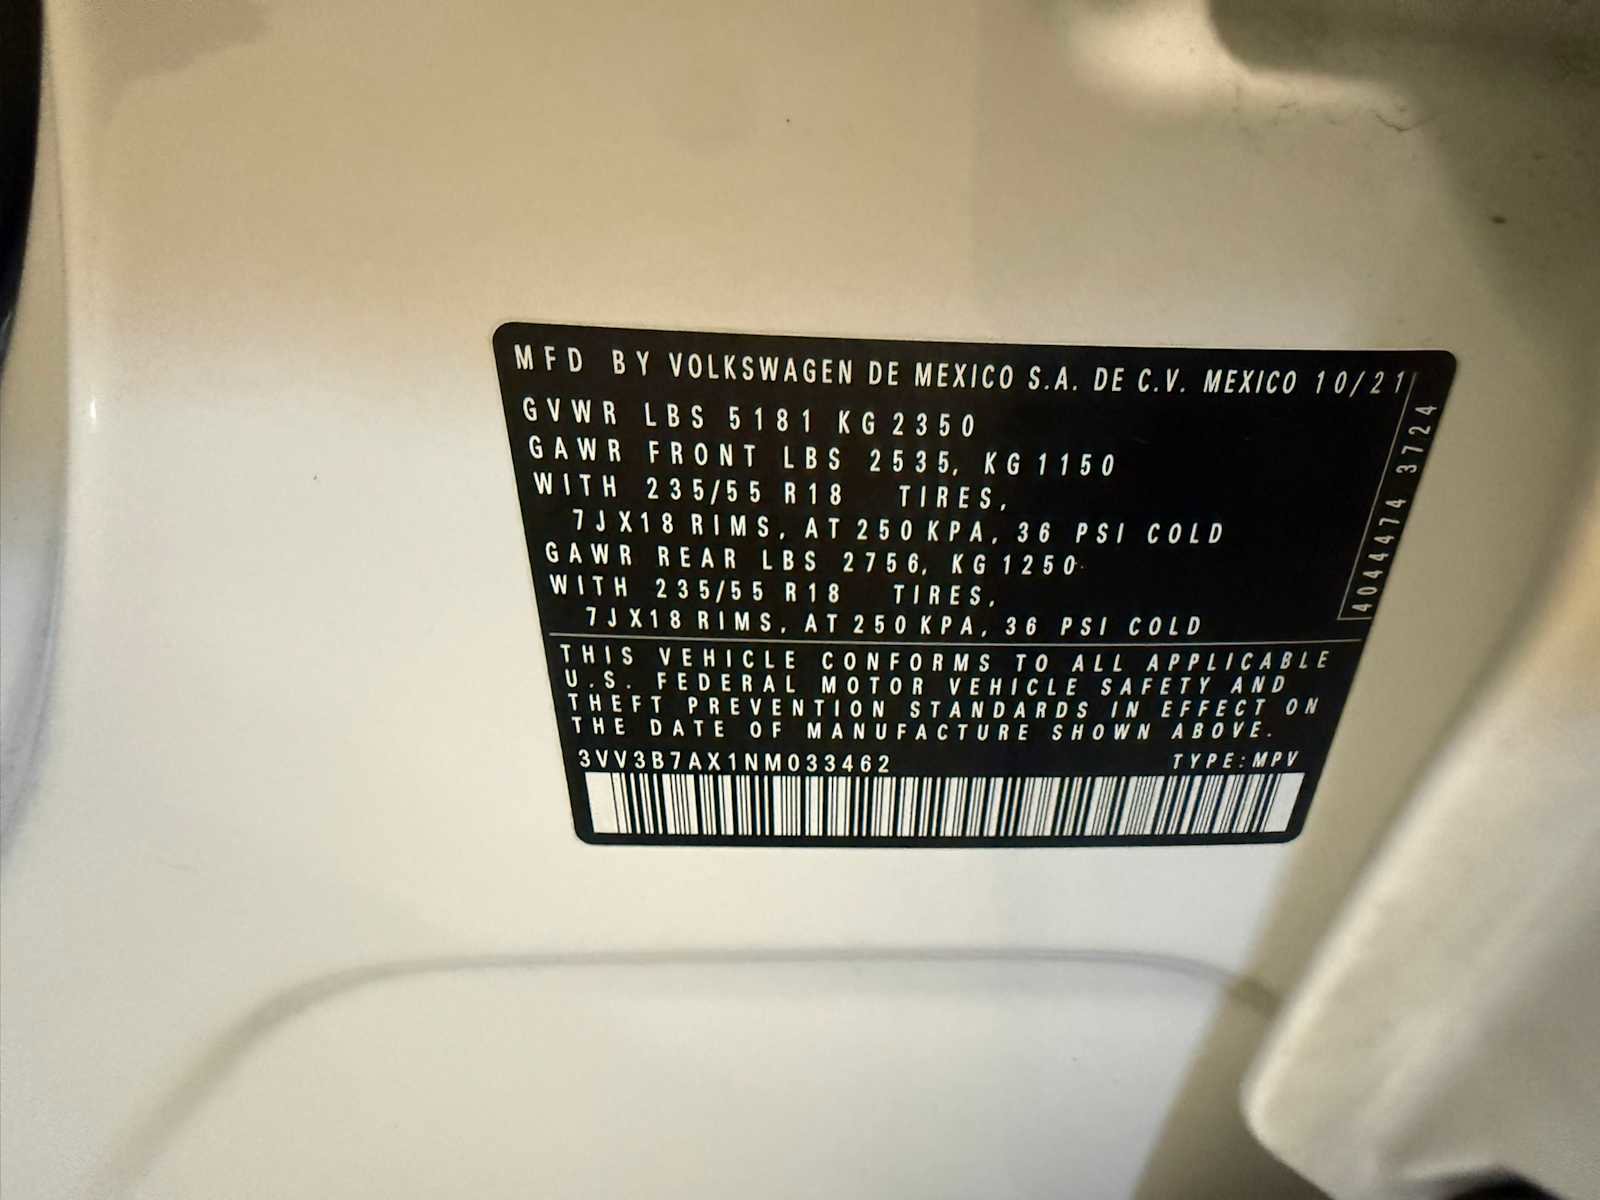 MFD BY VOLKSWAGEN DE MEXICO S.A. DE C.V. MEXICO 10/21
GVWR LBS 5181 KG 2350
GAWR FRONT LBS 2535, KG 1150
WITH 235/55 R18 TIRES,
7JX18 RIMS, AT 250 KPA, 36 PSI COLD
GAWR REAR LBS 2756, KG 1250
WITH 235/55 R18 TIRES,
7JX18 RIMS, AT 250 KPA, 36 PSI COLD
4044474 3724
THIS VEHICLE CONFORMS TO ALL APPLICABLE
U.S. FEDERAL MOTOR VEHICLE SAFETY AND
THEFT PREVENTION STANDARDS IN EFFECT ON
THE DATE OF MANUFACTURE SHOWN ABOVE.
3VV3B7AX1NM033462 TYPE:MPV